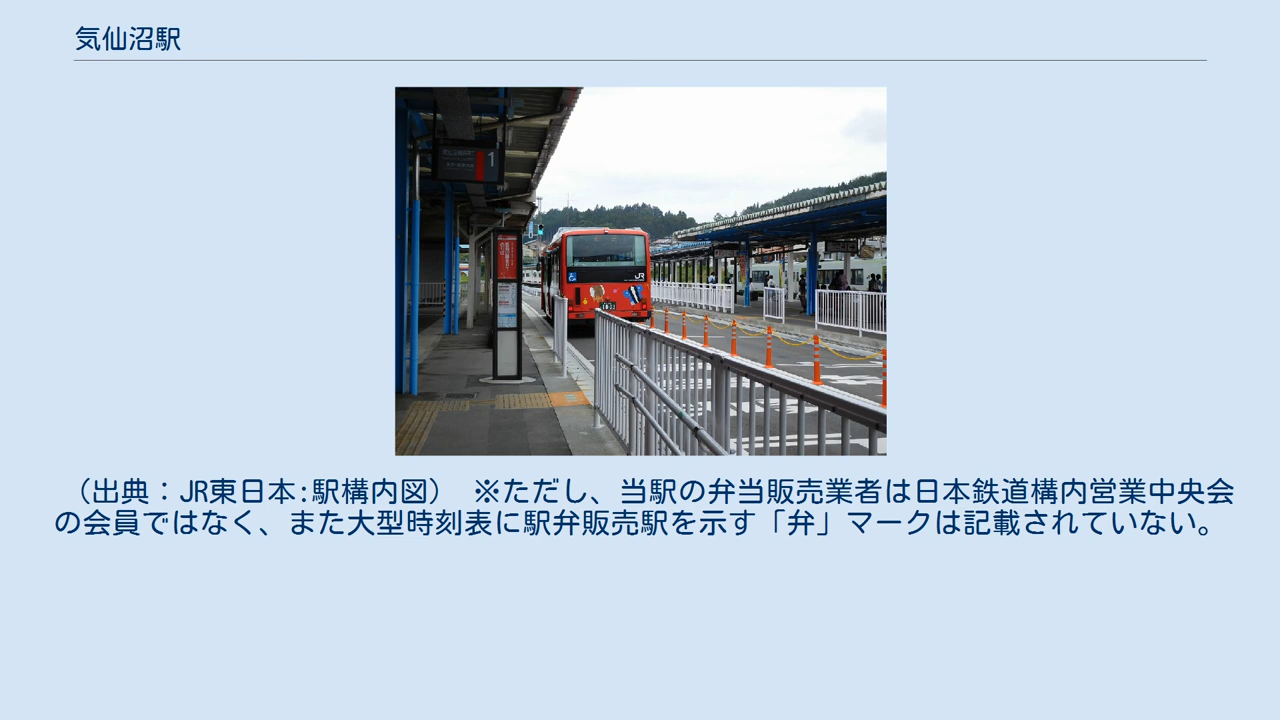 気仙沼駅
1
JR
（出典：JR東日本:駅構内図）　※ただし、当駅の弁当販売業者は日本鉄道構内営業中央会
の会員ではなく、また大型時刻表に駅弁販売駅を示す「弁」マークは記載されていない。